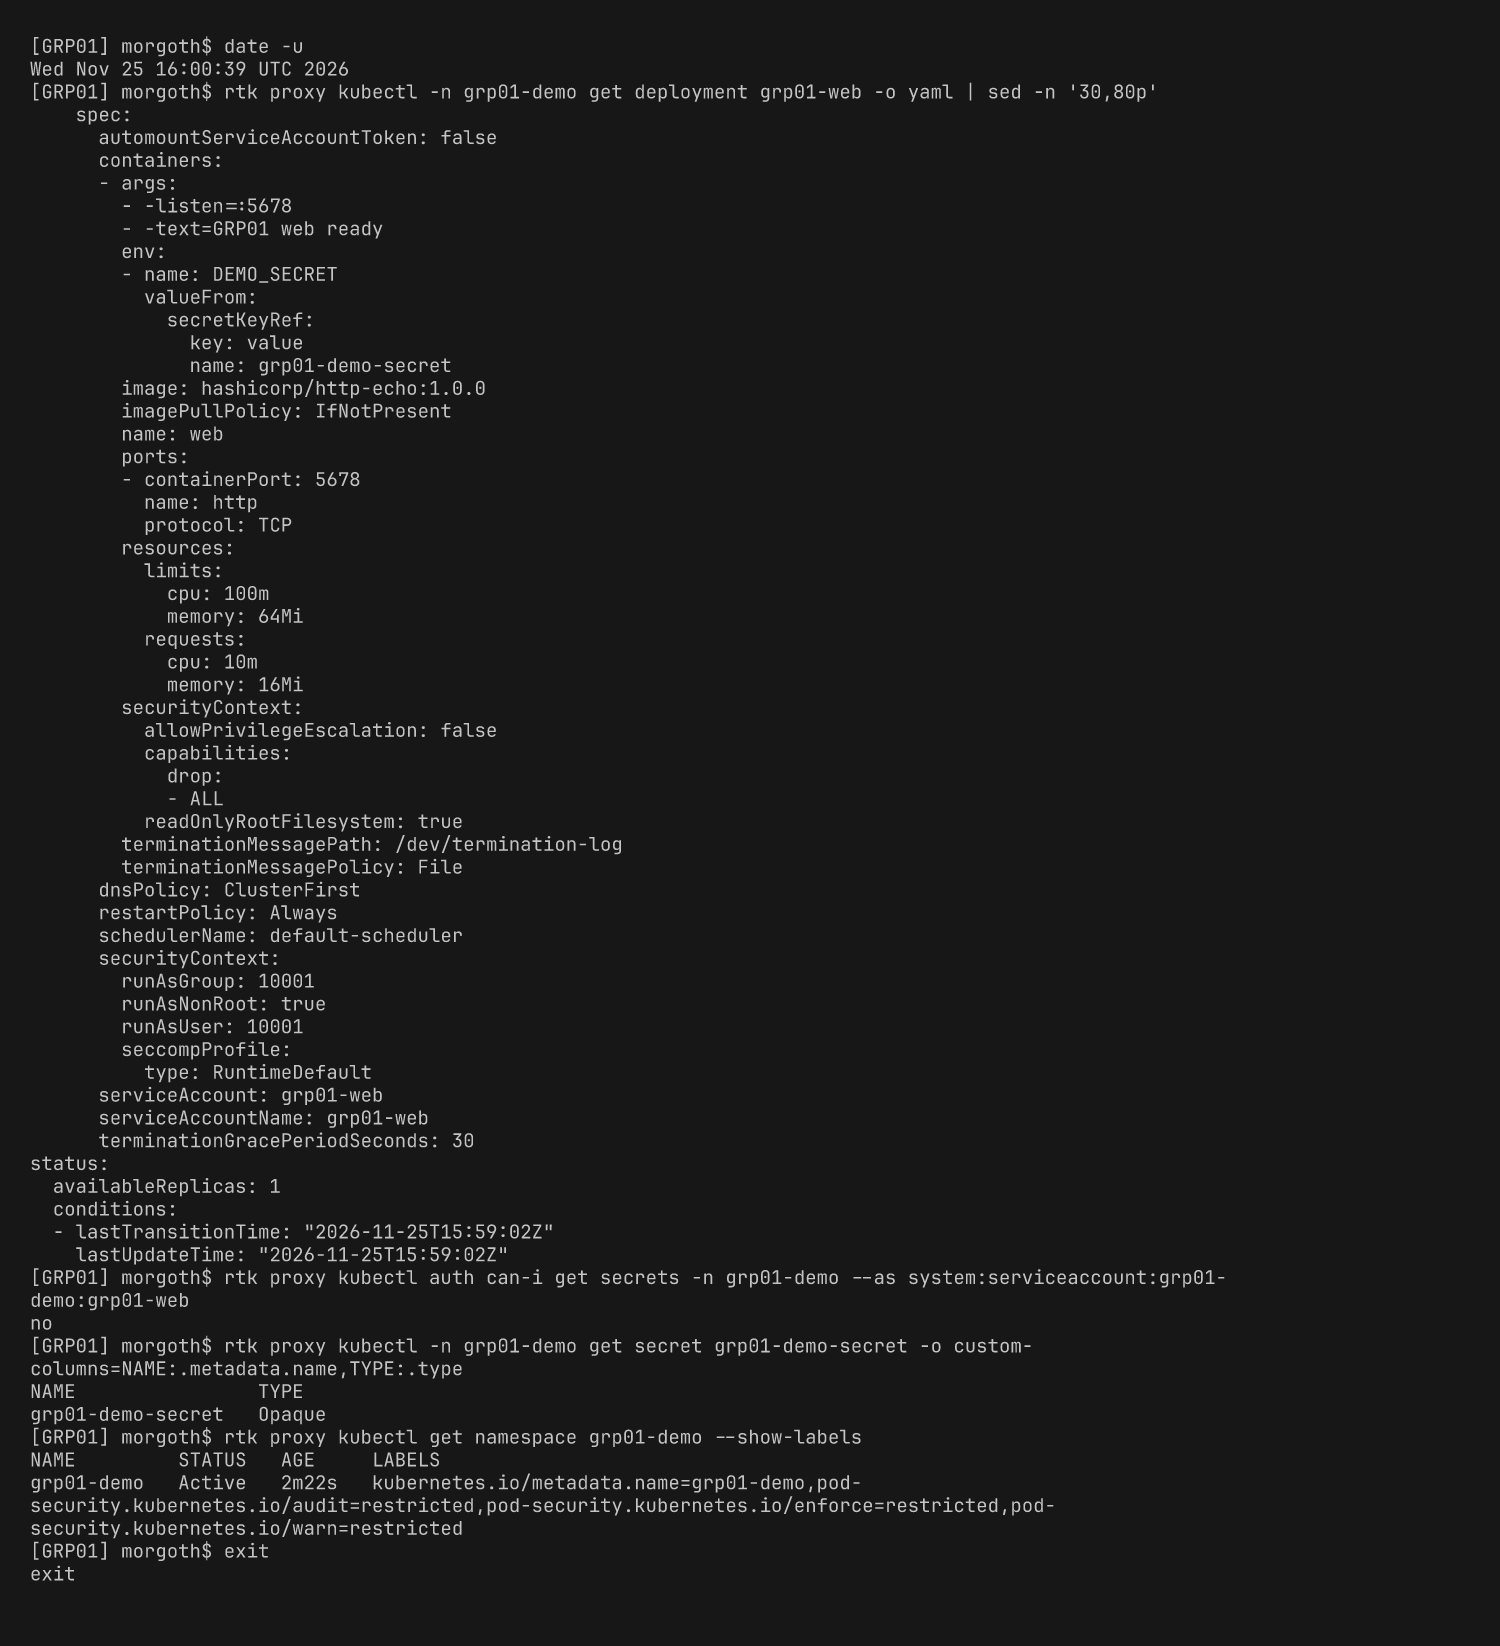 [GRP01] morgoth$ date -u
Wed Nov 25 16:00:39 UTC 2026
[GRP01] morgoth$ rtk proxy kubectl -n grp01-demo get deployment grp01-web -o yaml | sed -n '30,80p'
    spec:
      automountServiceAccountToken: false
      containers:
      - args:
        - -listen=:5678
        - -text=GRP01 web ready
        env:
        - name: DEMO_SECRET
          valueFrom:
            secretKeyRef:
              key: value
              name: grp01-demo-secret
        image: hashicorp/http-echo:1.0.0
        imagePullPolicy: IfNotPresent
        name: web
        ports:
        - containerPort: 5678
          name: http
          protocol: TCP
        resources:
          limits:
            cpu: 100m
            memory: 64Mi
          requests:
            cpu: 10m
            memory: 16Mi
        securityContext:
          allowPrivilegeEscalation: false
          capabilities:
            drop:
            - ALL
          readOnlyRootFilesystem: true
        terminationMessagePath: /dev/termination-log
        terminationMessagePolicy: File
      dnsPolicy: ClusterFirst
      restartPolicy: Always
      schedulerName: default-scheduler
      securityContext:
        runAsGroup: 10001
        runAsNonRoot: true
        runAsUser: 10001
        seccompProfile:
          type: RuntimeDefault
      serviceAccount: grp01-web
      serviceAccountName: grp01-web
      terminationGracePeriodSeconds: 30
status:
  availableReplicas: 1
  conditions:
  - lastTransitionTime: "2026-11-25T15:59:02Z"
    lastUpdateTime: "2026-11-25T15:59:02Z"
[GRP01] morgoth$ rtk proxy kubectl auth can-i get secrets -n grp01-demo --as system:serviceaccount:grp01-
demo:grp01-web
no
[GRP01] morgoth$ rtk proxy kubectl -n grp01-demo get secret grp01-demo-secret -o custom-
columns=NAME:.metadata.name,TYPE:.type
NAME                TYPE
grp01-demo-secret   Opaque
[GRP01] morgoth$ rtk proxy kubectl get namespace grp01-demo --show-labels
NAME         STATUS   AGE     LABELS
grp01-demo   Active   2m22s   kubernetes.io/metadata.name=grp01-demo,pod-
security.kubernetes.io/audit=restricted,pod-security.kubernetes.io/enforce=restricted,pod-
security.kubernetes.io/warn=restricted
[GRP01] morgoth$ exit
exit